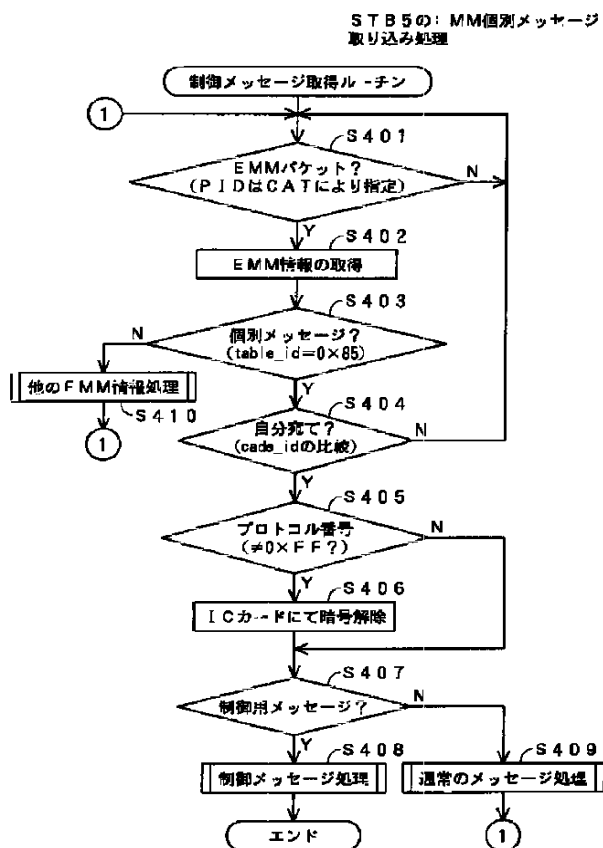 STB5の:MM個別メッセージ
取り込み処理
制御メッセージ取得ル-チン
1
S401
EMMパケット?
(PIDはCATにより指定)
N
Y
S402
EMM情報の取得
S403
個別メッセージ?
(table_id=0×85)
N
Y
他のEMM情報処理
S410
1
S404
自分宛て?
(cade_idの比較)
N
Y
S405
プロトコル番号
(≠0×FF?)
N
Y
S406
ICカードにて暗号解除
S407
制御用メッセージ?
N
Y
S408
制御メッセージ処理
S409
通常のメッセージ処理
エンド
1